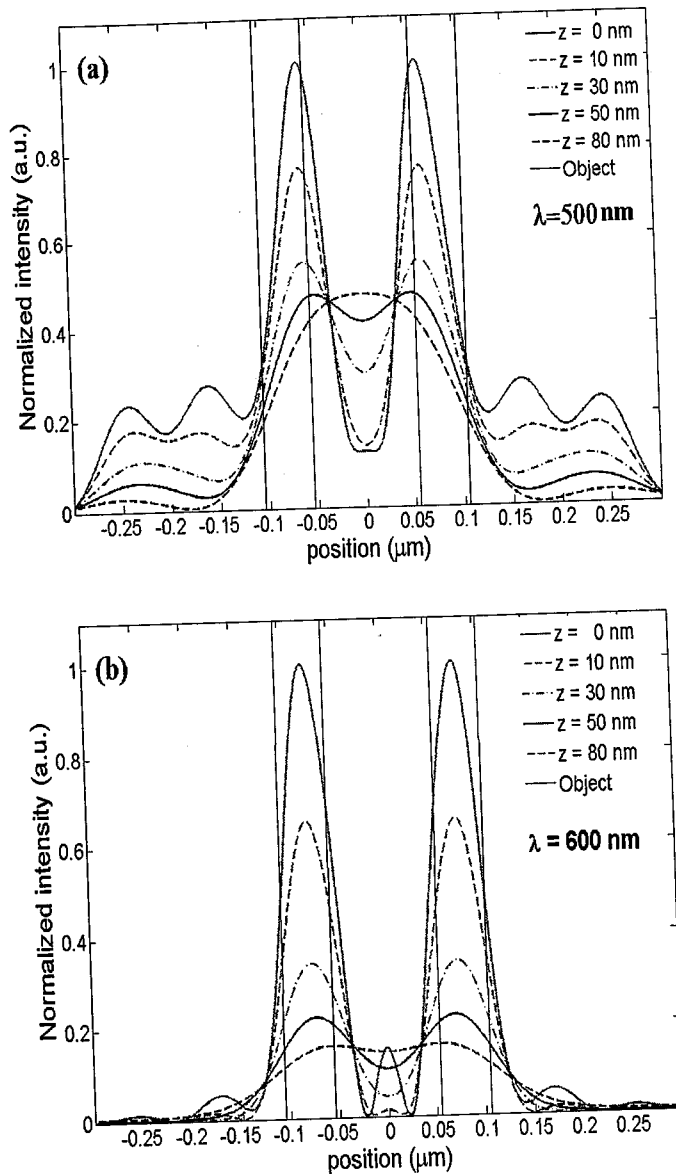 (a)
z = 0 nm
z = 10 nm
z = 30 nm
z = 50 nm
z = 80 nm
Object
λ=500 nm
Normalized intensity (a.u.)
1
0.8
0.6
0.4
0.2
0
-0.25 -0.2 -0.15 -0.1 -0.05 0 0.05 0.1 0.15 0.2 0.25
position (μm)
(b)
z = 0 nm
z = 10 nm
z = 30 nm
z = 50 nm
z = 80 nm
Object
λ = 600 nm
Normalized intensity (a.u.)
1
0.8
0.6
0.4
0.2
0
-0.25 -0.2 -0.15 -0.1 -0.05 0 0.05 0.1 0.15 0.2 0.25
position (μm)